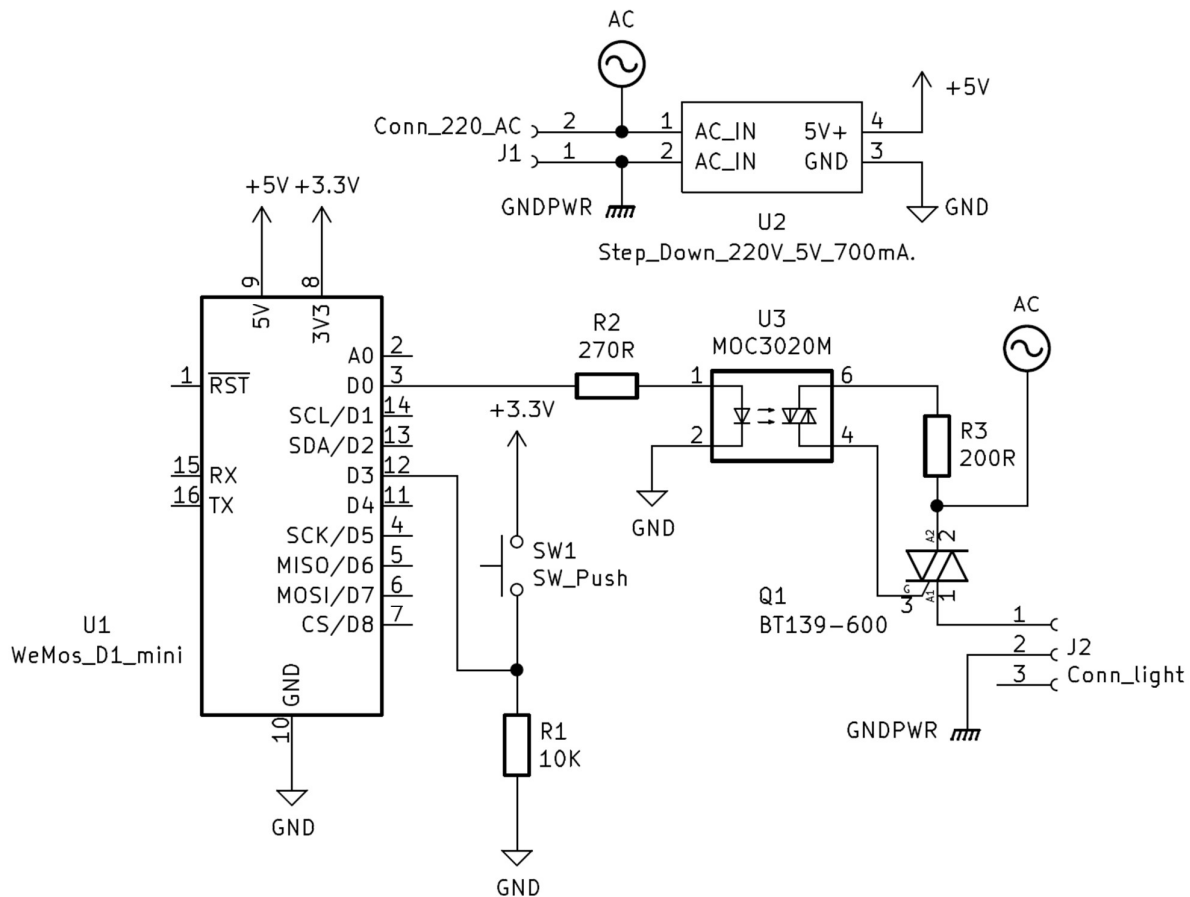 AC
Conn_220_AC
2
1
AC_IN
5V+
4
+5V
J1
1
2
AC_IN
GND
3
GNDPWR
GND
U2
Step_Down_220V_5V_700mA.
+5V
+3.3V
9
8
5V
3V3
A0
2
1
RST
D0
3
SCL/D1
14
SDA/D2
13
15
RX
D3
12
16
TX
D4
11
SCK/D5
4
MISO/D6
5
MOSI/D7
6
CS/D8
7
U1
WeMos_D1_mini
GND
10
GND
R2
270R
+3.3V
SW1
SW_Push
R1
10K
GND
U3
MOC3020M
1
6
2
4
GND
AC
R3
200R
A2
2
G
3
A1
1
Q1
BT139-600
1
2
J2
3
Conn_light
GNDPWR